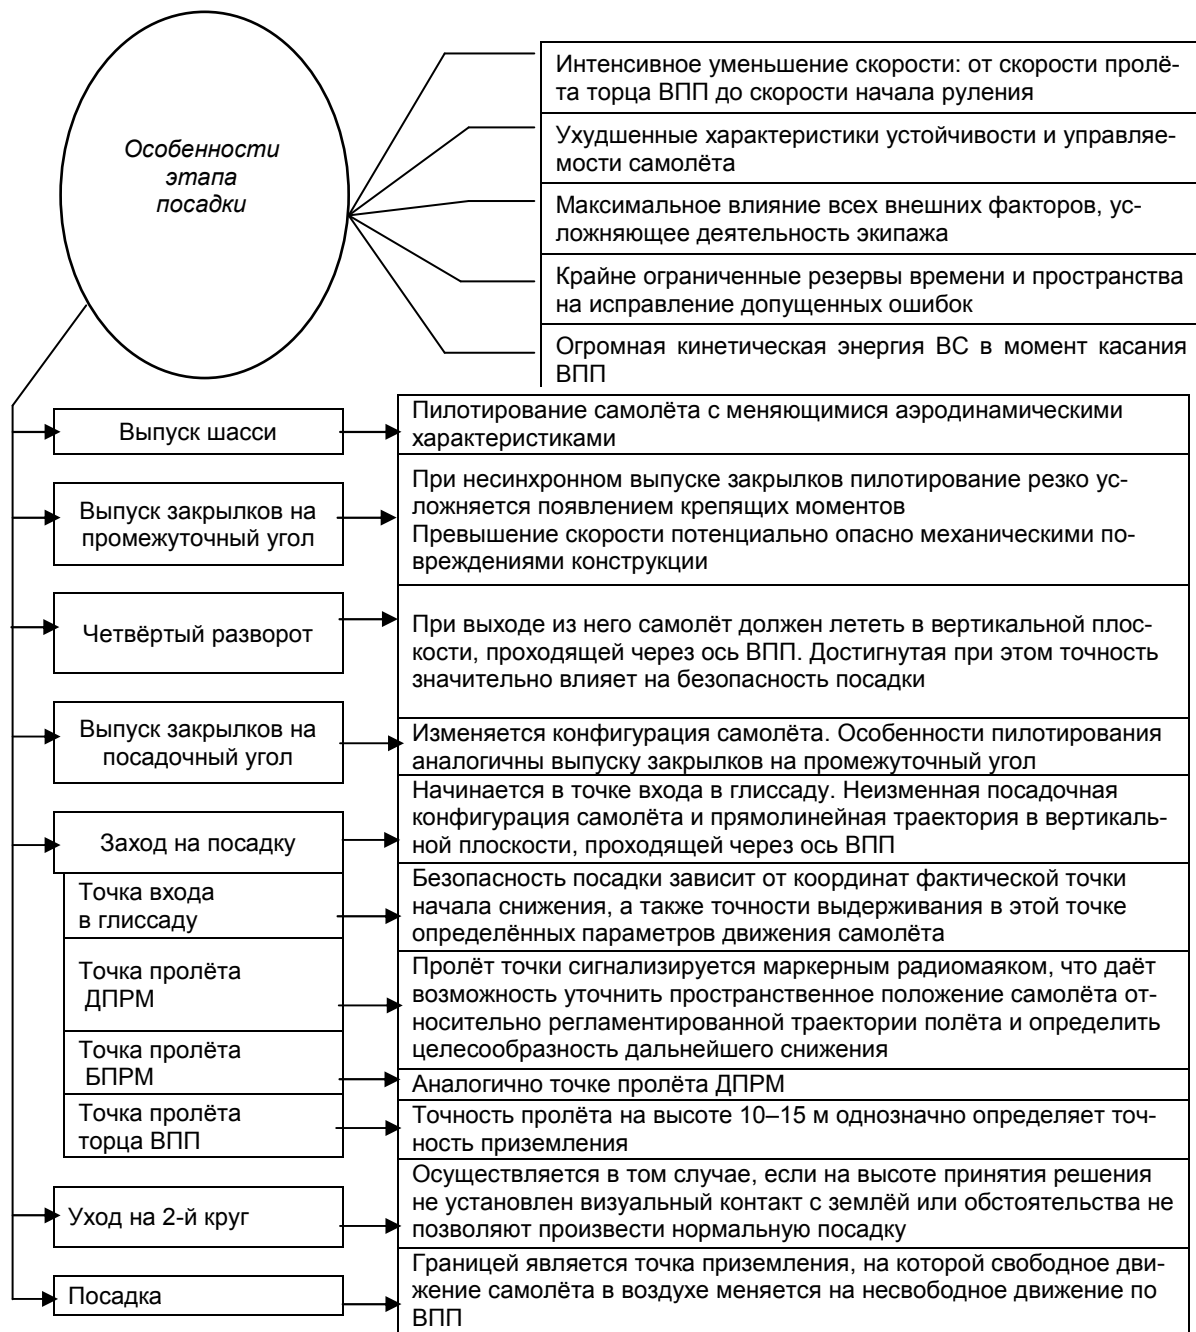 Особенности
этапа
посадки
Интенсивное уменьшение скорости: от скорости пролё-
та торца ВПП до скорости начала руления
Ухудшенные характеристики устойчивости и управляе-
мости самолёта
Максимальное влияние всех внешних факторов, ус-
ложняющее деятельность экипажа
Крайне ограниченные резервы времени и пространства
на исправление допущенных ошибок
Огромная кинетическая энергия ВС в момент касания
ВПП
Выпуск шасси
Пилотирование самолёта с меняющимися аэродинамическими
характеристиками
Выпуск закрылков на
промежуточный угол
При несинхронном выпуске закрылков пилотирование резко ус-
ложняется появлением крепящих моментов
Превышение скорости потенциально опасно механическими по-
вреждениями конструкции
Четвёртый разворот
При выходе из него самолёт должен лететь в вертикальной плос-
кости, проходящей через ось ВПП. Достигнутая при этом точность
значительно влияет на безопасность посадки
Выпуск закрылков на
посадочный угол
Изменяется конфигурация самолёта. Особенности пилотирования
аналогичны выпуску закрылков на промежуточный угол
Заход на посадку
Начинается в точке входа в глиссаду. Неизменная посадочная
конфигурация самолёта и прямолинейная траектория в вертикаль-
ной плоскости, проходящей через ось ВПП
Точка входа
в глиссаду
Безопасность посадки зависит от координат фактической точки
начала снижения, а также точности выдерживания в этой точке
определённых параметров движения самолёта
Точка пролёта
ДПРМ
Пролёт точки сигнализируется маркерным радиомаяком, что даёт
возможность уточнить пространственное положение самолёта от-
носительно регламентированной траектории полёта и определить
целесообразность дальнейшего снижения
Точка пролёта
БПРМ
Аналогично точке пролёта ДПРМ
Точка пролёта
торца ВПП
Точность пролёта на высоте 10–15 м однозначно определяет точ-
ность приземления
Уход на 2-й круг
Осуществляется в том случае, если на высоте принятия решения
не установлен визуальный контакт с землёй или обстоятельства не
позволяют произвести нормальную посадку
Посадка
Границей является точка приземления, на которой свободное дви-
жение самолёта в воздухе меняется на несвободное движение по
ВПП